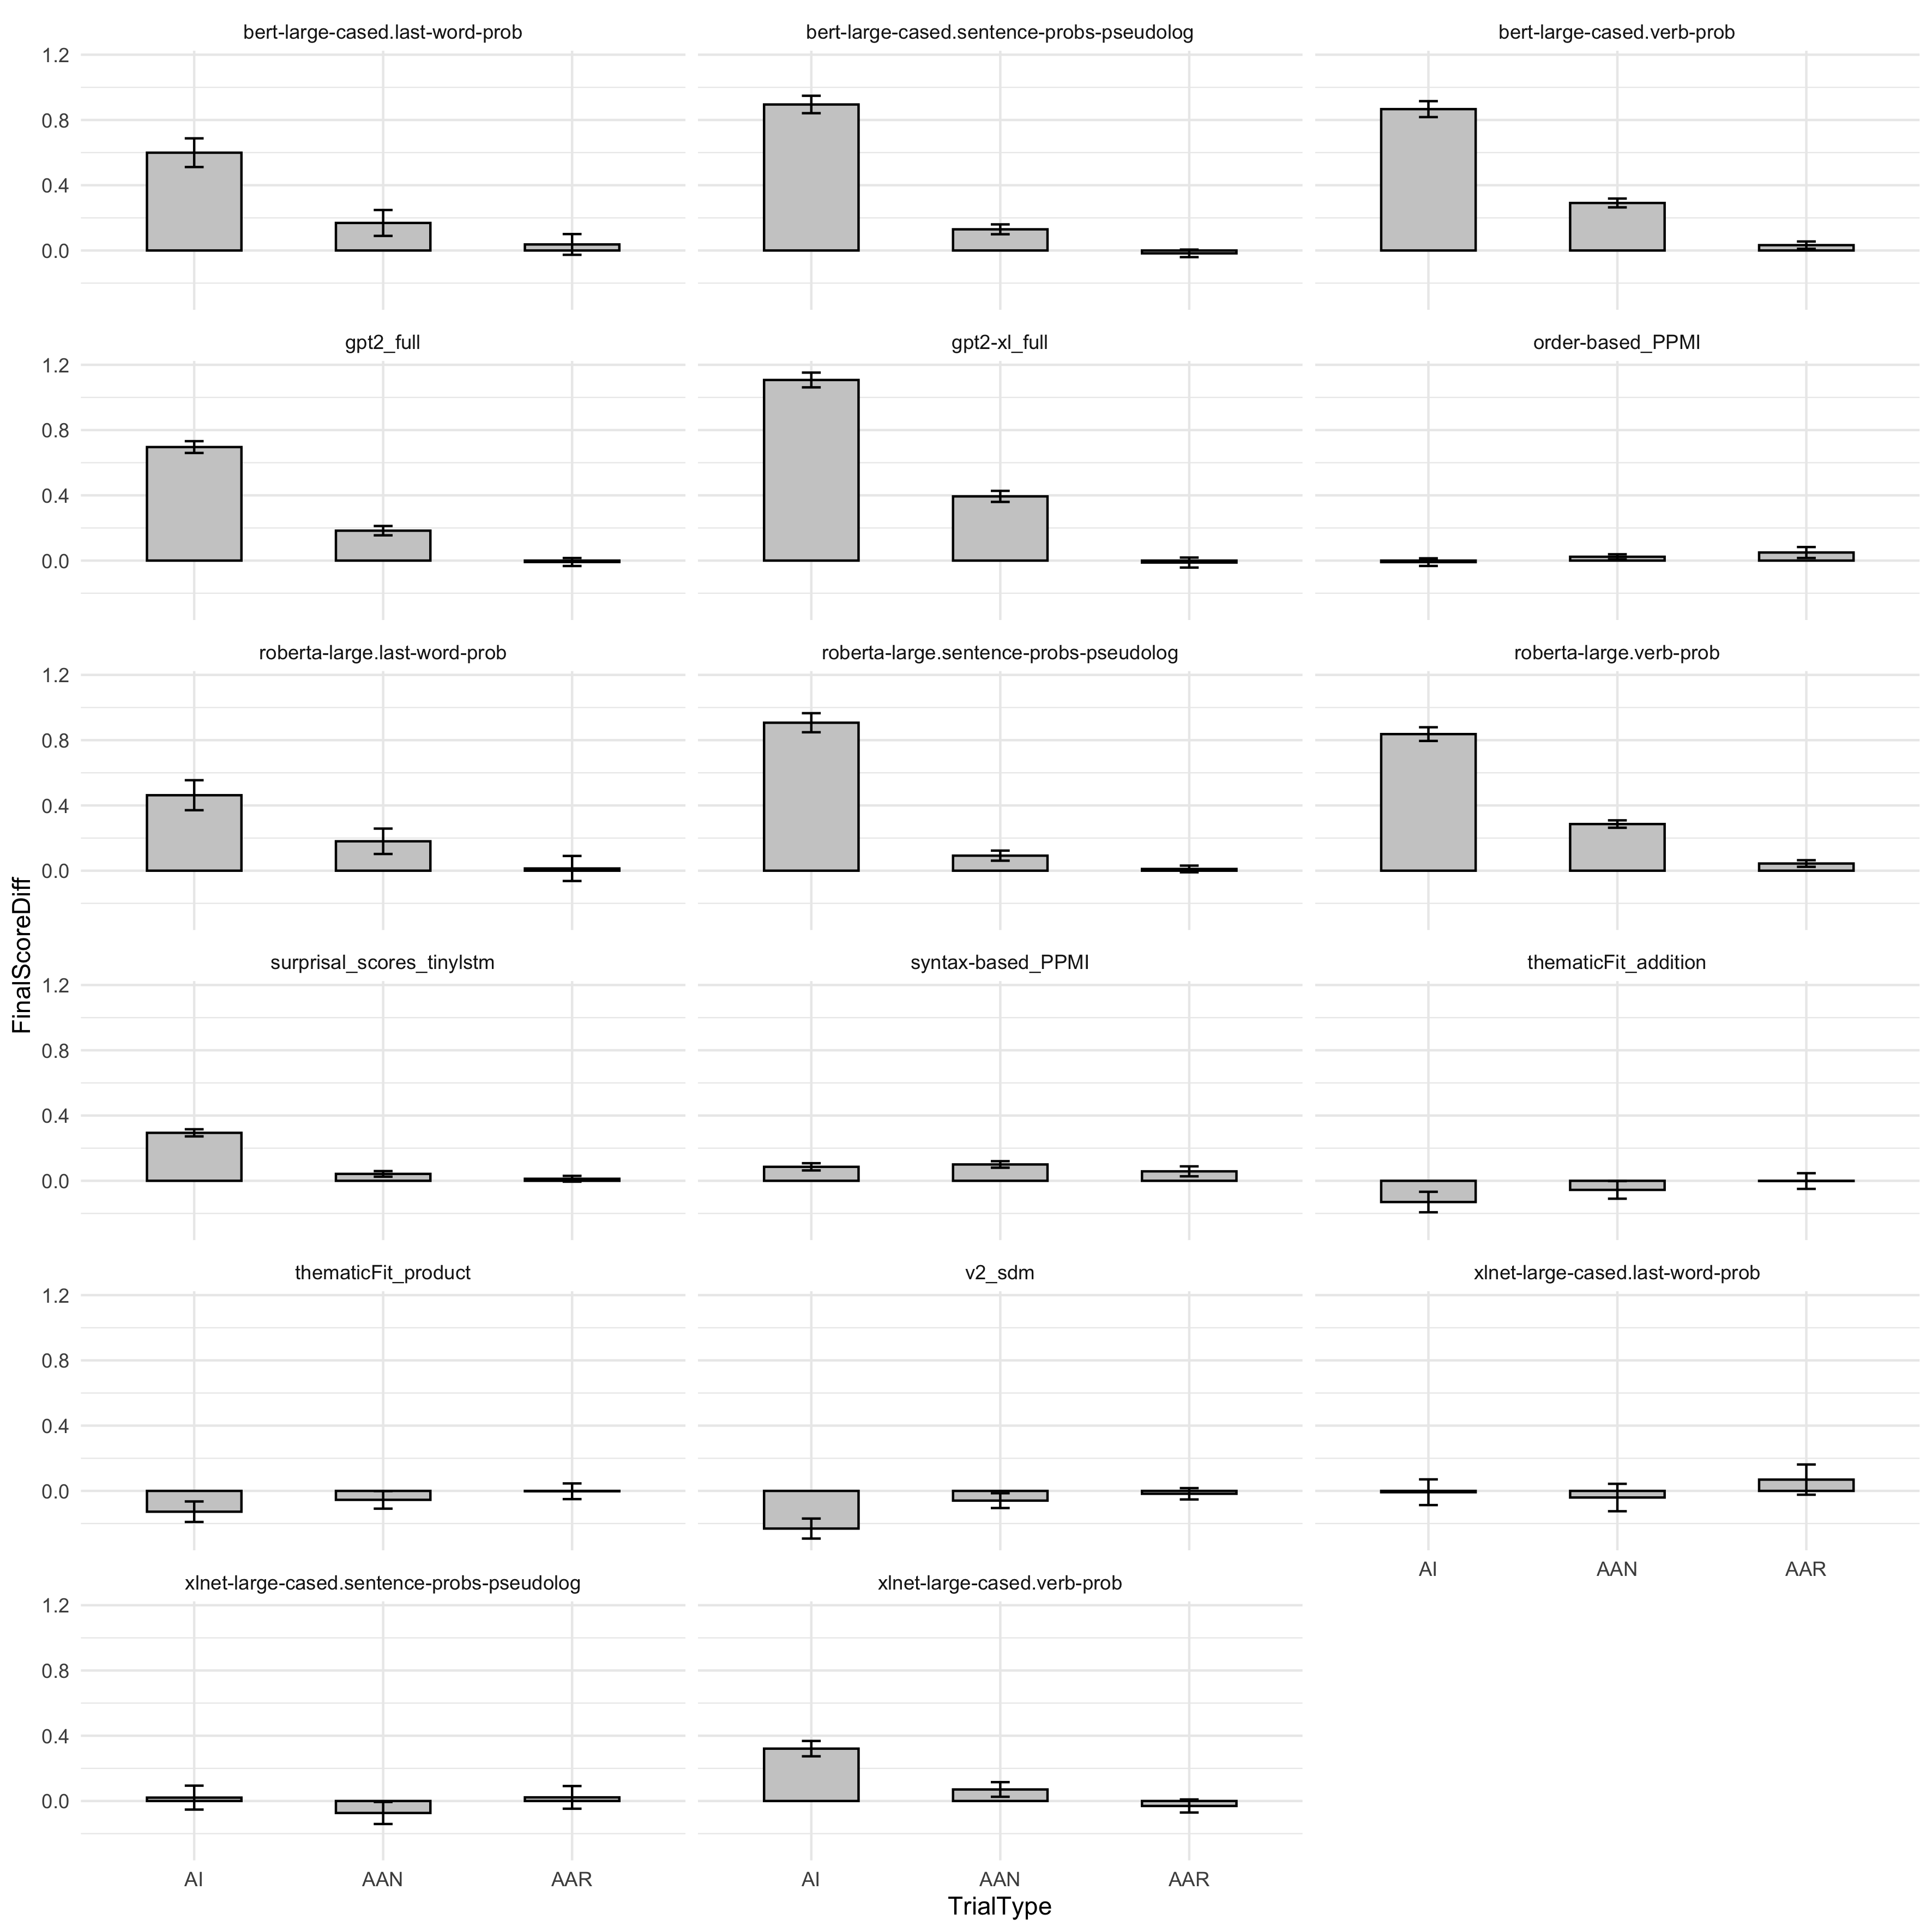 bert-large-cased.last-word-prob
bert-large-cased.sentence-probs-pseudolog
bert-large-cased.verb-prob
1.2
0.8
0.4
0.0
gpt2_full
gpt2-xl_full
order-based_PPMI
1.2
0.8
0.4
0.0
roberta-large.last-word-prob
roberta-large.sentence-probs-pseudolog
roberta-large.verb-prob
1.2
0.8
0.4
0.0
FinalScoreDiff
surprisal_scores_tinylstm
syntax-based_PPMI
thematicFit_addition
1.2
0.8
0.4
0.0
thematicFit_product
v2_sdm
xlnet-large-cased.last-word-prob
1.2
0.8
0.4
0.0
AI AAN AAR
xlnet-large-cased.sentence-probs-pseudolog
xlnet-large-cased.verb-prob
1.2
0.8
0.4
0.0
AI AAN AAR
AI AAN AAR
TrialType